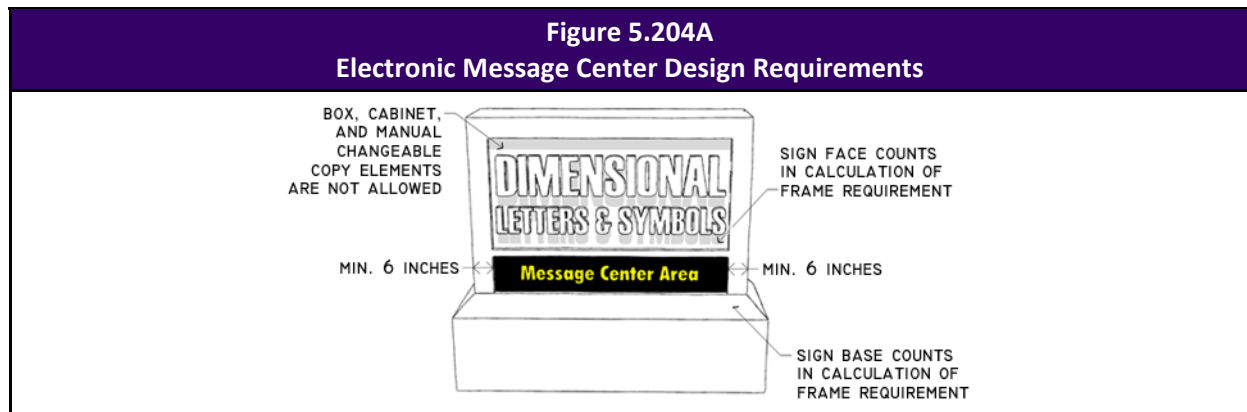 Figure 5.204A
Electronic Message Center Design Requirements
BOX, CABINET,
AND MANUAL
CHANGEABLE
COPY ELEMENTS
ARE NOT ALLOWED
DIMENSIONAL
LETTERS & SYMBOLS
SIGN FACE COUNTS
IN CALCULATION OF
FRAME REQUIREMENT
MIN. 6 INCHES
Message Center Area
MIN. 6 INCHES
SIGN BASE COUNTS
IN CALCULATION OF
FRAME REQUIREMENT